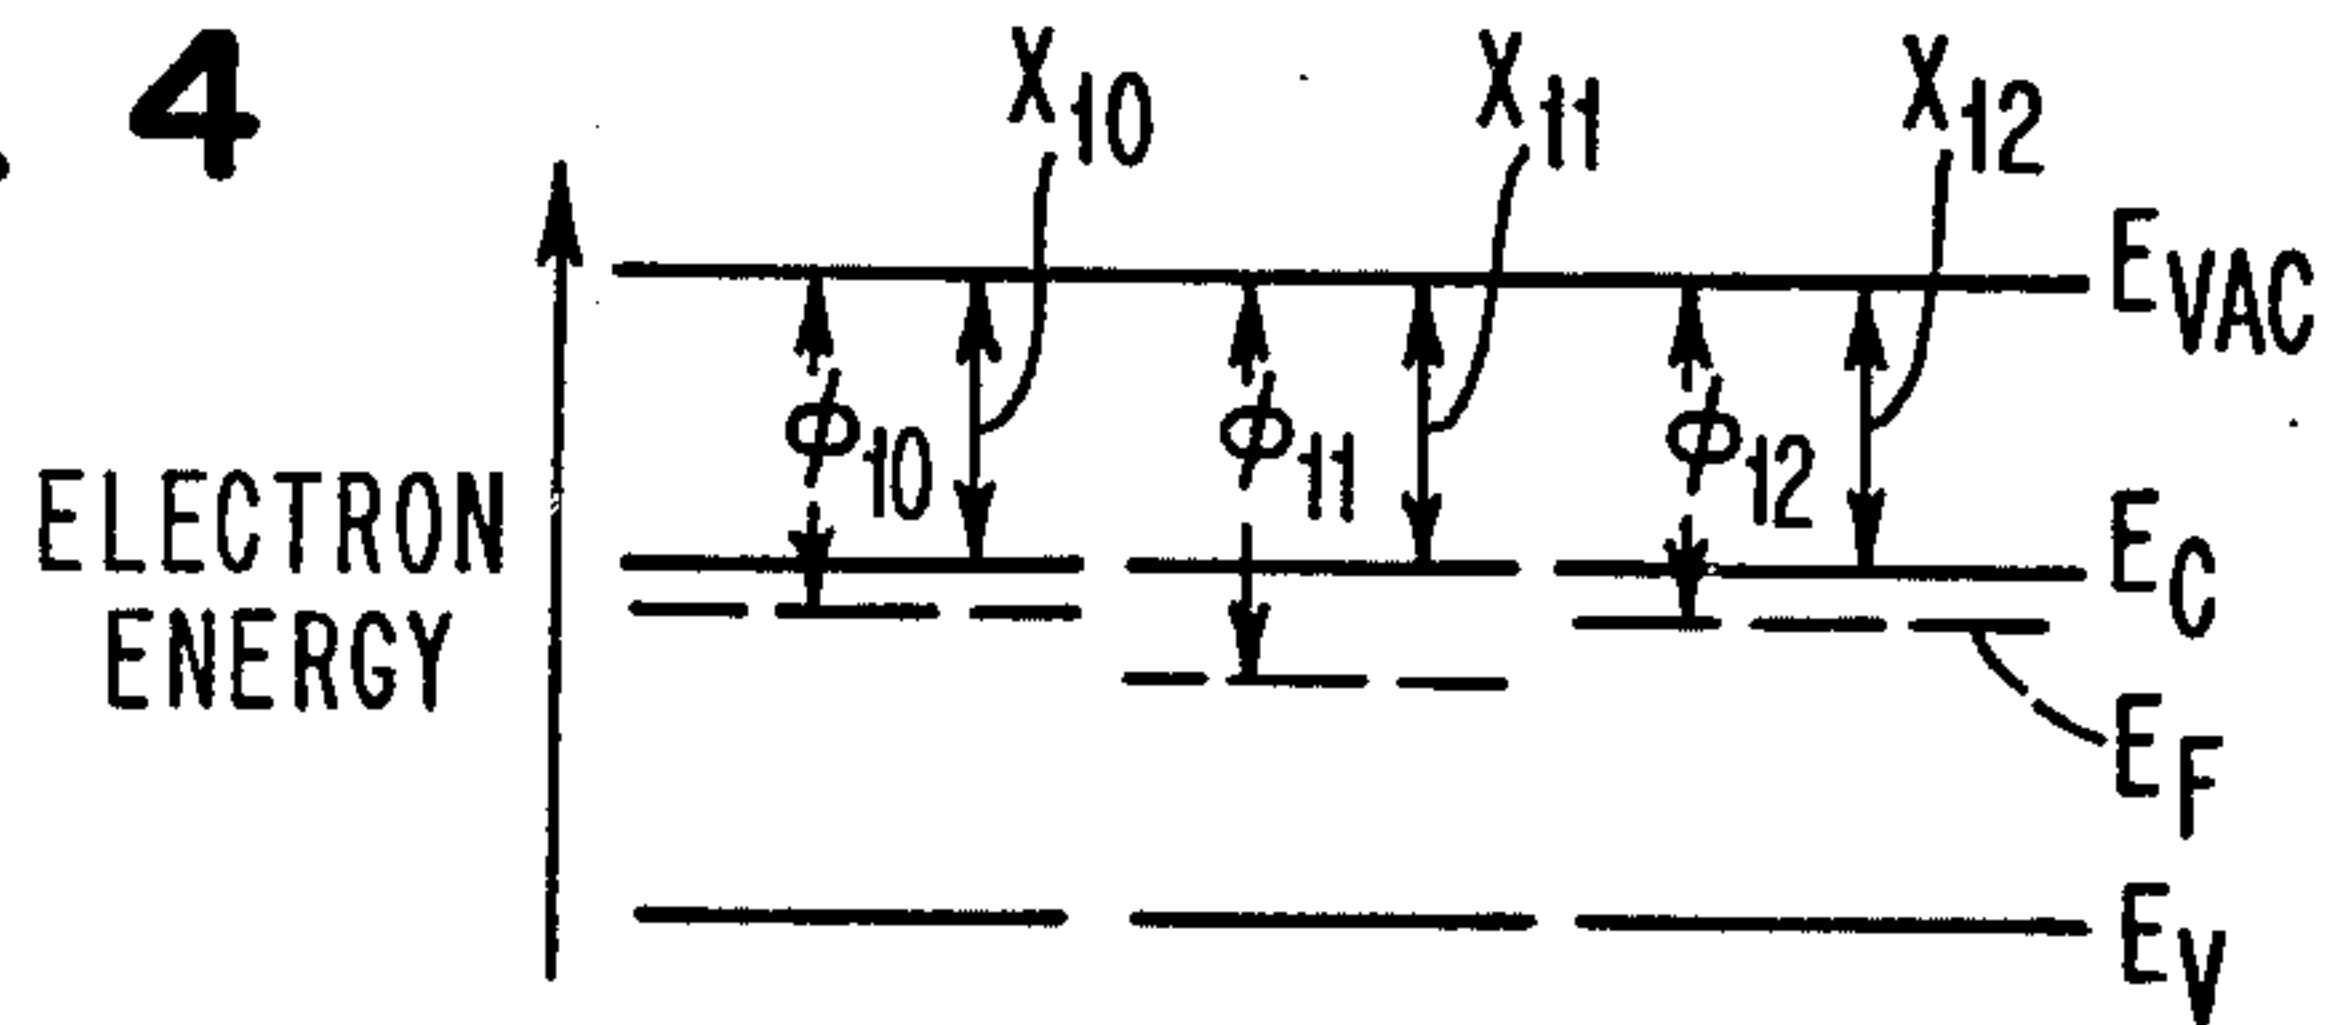 4
X10 X11 X12
EVAC
ϕ10 ϕ11 ϕ12
ELECTRON
ENERGY
EC
EF
EV